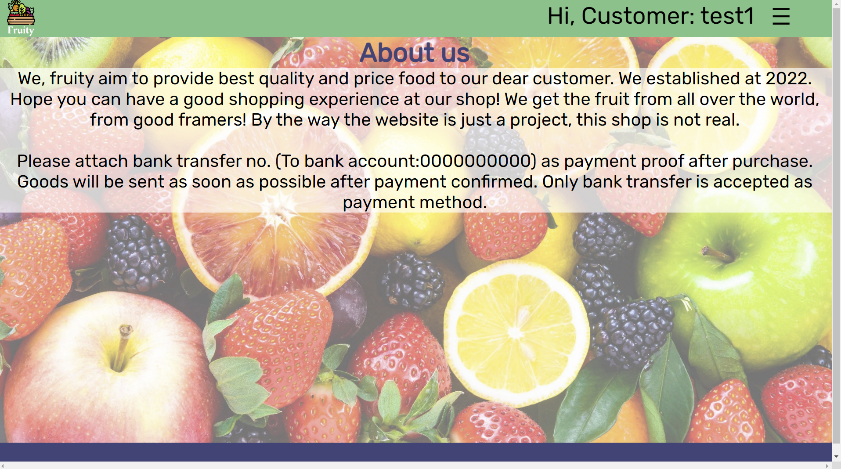 Fruity
Hi, Customer: test1
About us
We, fruity aim to provide best quality and price food to our dear customer. We established at 2022.
Hope you can have a good shopping experience at our shop! We get the fruit from all over the world,
from good framers! By the way the website is just a project, this shop is not real.
Please attach bank transfer no. (To bank account:0000000000) as payment proof after purchase.
Goods will be sent as soon as possible after payment confirmed. Only bank transfer is accepted as
payment method.